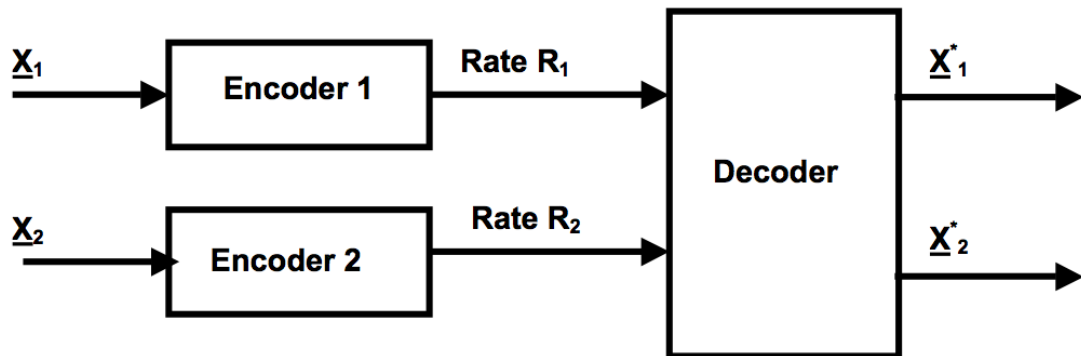 X₁
Encoder 1
Rate R₁
X₂
Encoder 2
Rate R₂
Decoder
X*₁
X*₂